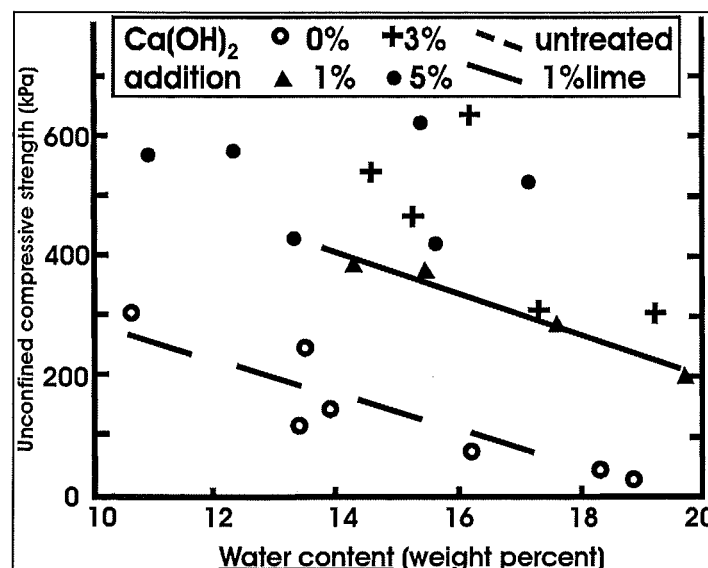 Ca(OH)2 0% 3% untreated
addition 1% 5% 1%lime
Unconfined compressive strength (kPa)
600
400
200
0
10 12 14 16 18 20
Water content (weight percent)